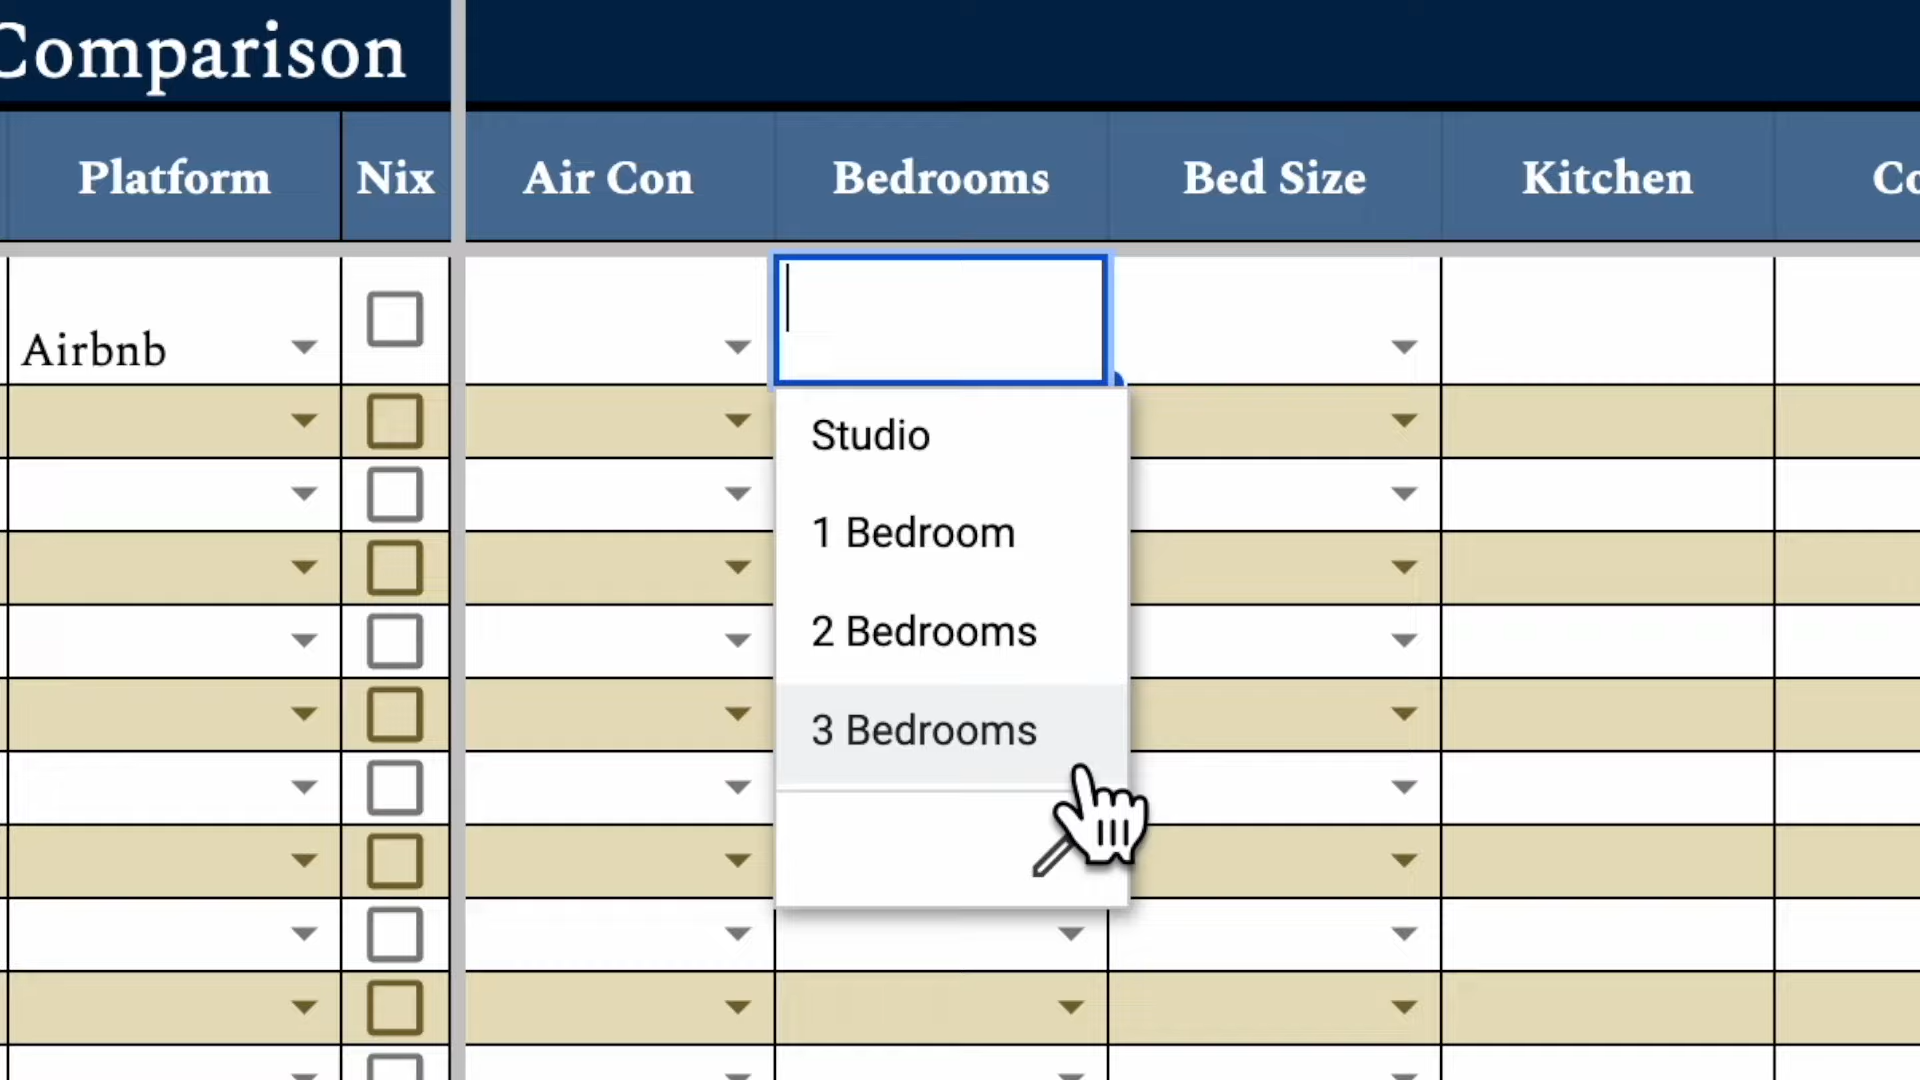 Comparison
Platform Nix Air Con Bedrooms Bed Size Kitchen
Airbnb
Studio
1 Bedroom
2 Bedrooms
3 Bedrooms